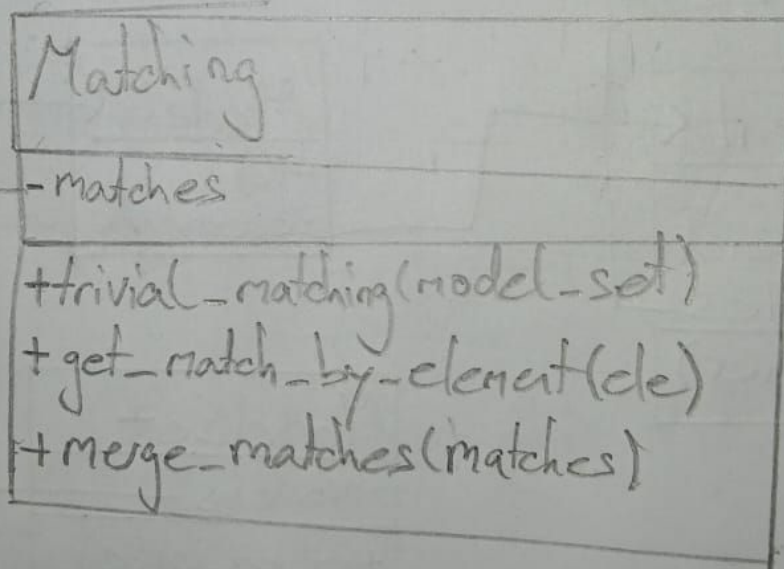 Matching
-matches
+trivial_matching(model_set)
+get_match_by_element(ele)
+merge_matches(matches)